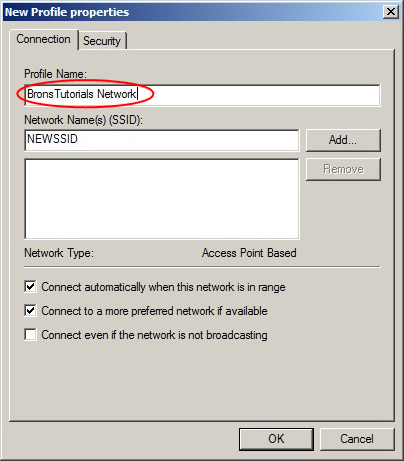 New Profile properties
Connection
Security
Profile Name:
BronsTutorials Network
Network Name(s) (SSID):
NEWSSID
Add...
Remove
Network Type:
Access Point Based
Connect automatically when this network is in range
Connect to a more preferred network if available
Connect even if the network is not broadcasting
OK
Cancel